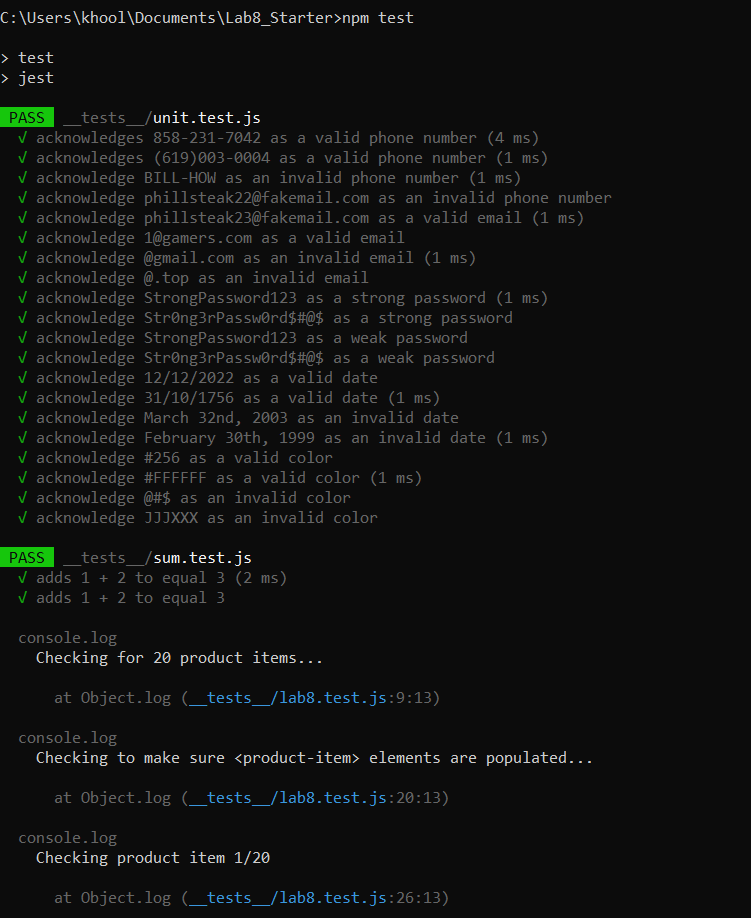 C:\Users\khool\Documents\Lab8_Starter>npm test
> test
> jest
PASS __tests__/unit.test.js
√ acknowledges 858-231-7042 as a valid phone number (4 ms)
√ acknowledges (619)003-0004 as a valid phone number (1 ms)
√ acknowledge BILL-HOW as an invalid phone number (1 ms)
√ acknowledge phillsteak22@fakemail.com as an invalid phone number
√ acknowledge phillsteak23@fakemail.com as a valid email (1 ms)
√ acknowledge 1@gamers.com as a valid email
√ acknowledge @gmail.com as an invalid email (1 ms)
√ acknowledge @.top as an invalid email
√ acknowledge StrongPassword123 as a strong password (1 ms)
√ acknowledge Str0ng3rPassw0rd$#@$ as a strong password
√ acknowledge StrongPassword123 as a weak password
√ acknowledge Str0ng3rPassw0rd$#@$ as a weak password
√ acknowledge 12/12/2022 as a valid date
√ acknowledge 31/10/1756 as a valid date (1 ms)
√ acknowledge March 32nd, 2003 as an invalid date
√ acknowledge February 30th, 1999 as an invalid date (1 ms)
√ acknowledge #256 as a valid color
√ acknowledge #FFFFFF as a valid color (1 ms)
√ acknowledge @#$ as an invalid color
√ acknowledge JJJXXX as an invalid color
PASS __tests__/sum.test.js
√ adds 1 + 2 to equal 3 (2 ms)
√ adds 1 + 2 to equal 3
console.log
Checking for 20 product items...
at Object.log (__tests__/lab8.test.js:9:13)
console.log
Checking to make sure <product-item> elements are populated...
at Object.log (__tests__/lab8.test.js:20:13)
console.log
Checking product item 1/20
at Object.log (__tests__/lab8.test.js:26:13)